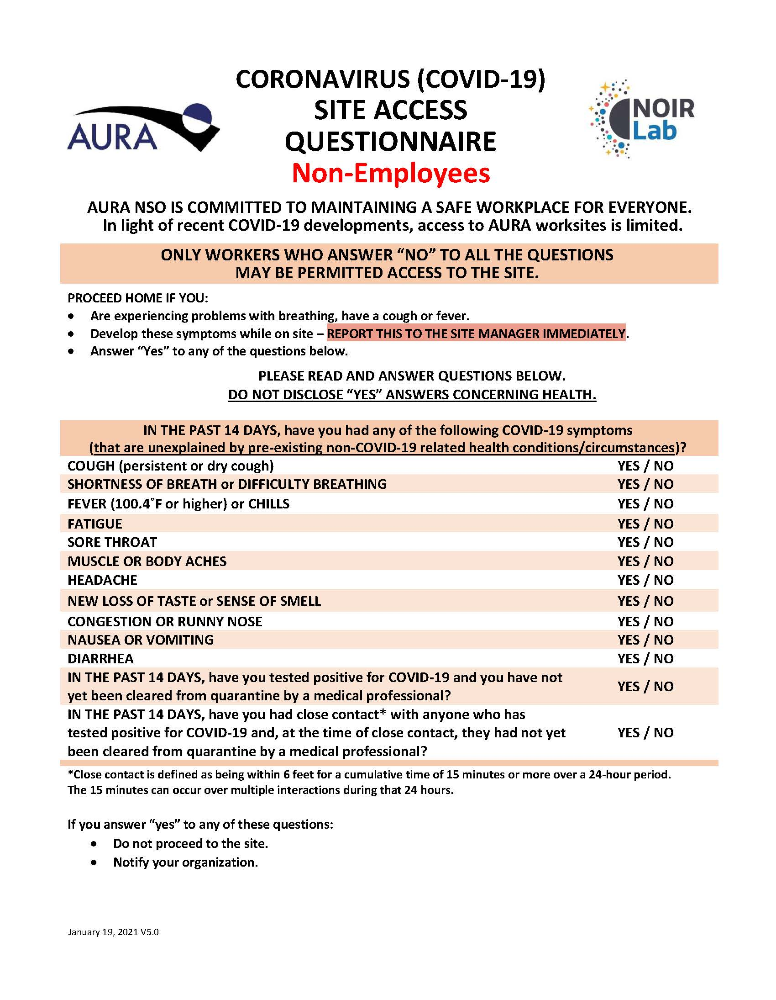 CORONAVIRUS (COVID-19)
SITE ACCESS
QUESTIONNAIRE
Non-Employees
AURA
NOIR
Lab
AURA NSO IS COMMITTED TO MAINTAINING A SAFE WORKPLACE FOR EVERYONE.
In light of recent COVID-19 developments, access to AURA worksites is limited.
ONLY WORKERS WHO ANSWER “NO” TO ALL THE QUESTIONS
MAY BE PERMITTED ACCESS TO THE SITE.
PROCEED HOME IF YOU:
• Are experiencing problems with breathing, have a cough or fever.
• Develop these symptoms while on site – REPORT THIS TO THE SITE MANAGER IMMEDIATELY.
• Answer “Yes” to any of the questions below.
PLEASE READ AND ANSWER QUESTIONS BELOW.
DO NOT DISCLOSE “YES” ANSWERS CONCERNING HEALTH.
IN THE PAST 14 DAYS, have you had any of the following COVID-19 symptoms
(that are unexplained by pre-existing non-COVID-19 related health conditions/circumstances)?
COUGH (persistent or dry cough) YES / NO
SHORTNESS OF BREATH or DIFFICULTY BREATHING YES / NO
FEVER (100.4˚F or higher) or CHILLS YES / NO
FATIGUE YES / NO
SORE THROAT YES / NO
MUSCLE OR BODY ACHES YES / NO
HEADACHE YES / NO
NEW LOSS OF TASTE or SENSE OF SMELL YES / NO
CONGESTION OR RUNNY NOSE YES / NO
NAUSEA OR VOMITING YES / NO
DIARRHEA YES / NO
IN THE PAST 14 DAYS, have you tested positive for COVID-19 and you have not
yet been cleared from quarantine by a medical professional?
YES / NO
IN THE PAST 14 DAYS, have you had close contact* with anyone who has
tested positive for COVID-19 and, at the time of close contact, they had not yet YES / NO
been cleared from quarantine by a medical professional?
*Close contact is defined as being within 6 feet for a cumulative time of 15 minutes or more over a 24-hour period.
The 15 minutes can occur over multiple interactions during that 24 hours.
If you answer “yes” to any of these questions:
• Do not proceed to the site.
• Notify your organization.
January 19, 2021 V5.0